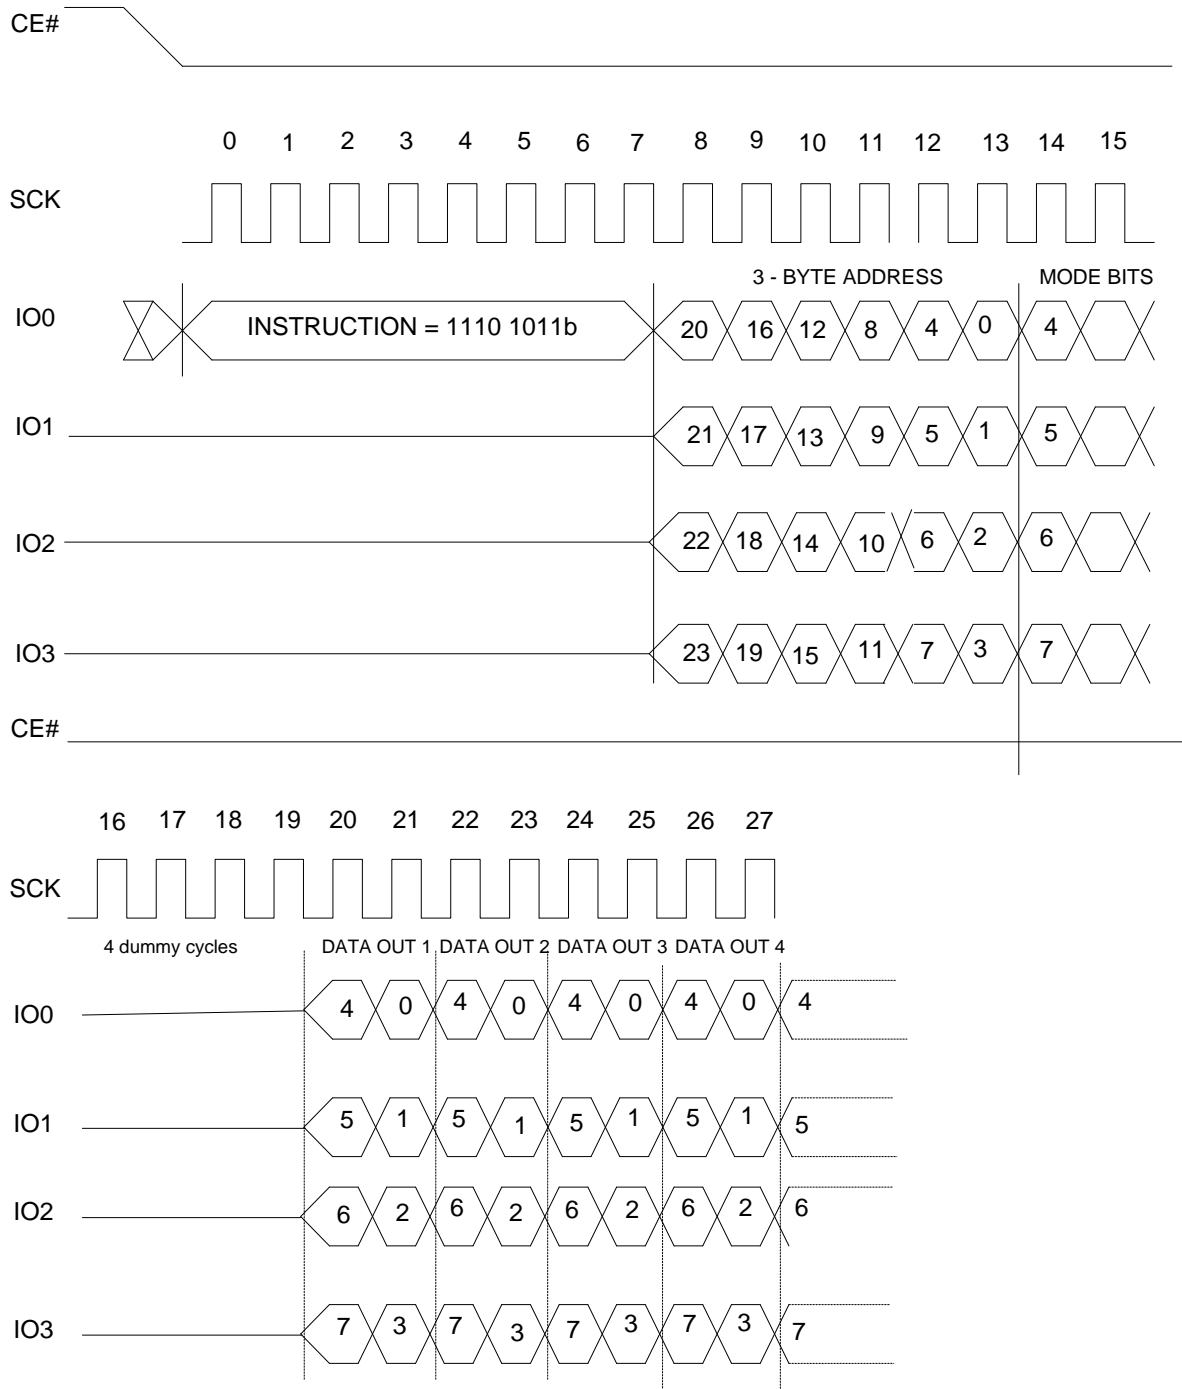 CE#
0 1 2 3 4 5 6 7 8 9 10 11 12 13 14 15
SCK
3 - BYTE ADDRESS MODE BITS
IO0 INSTRUCTION = 1110 1011b 20 16 12 8 4 0 4
IO1 21 17 13 9 5 1 5
IO2 22 18 14 10 6 2 6
IO3 23 19 15 11 7 3 7
CE#
16 17 18 19 20 21 22 23 24 25 26 27
SCK
4 dummy cycles DATA OUT 1 DATA OUT 2 DATA OUT 3 DATA OUT 4
IO0 4 0 4 0 4 0 4 0 4
IO1 5 1 5 1 5 1 5 1 5
IO2 6 2 6 2 6 2 6 2 6
IO3 7 3 7 3 7 3 7 3 7